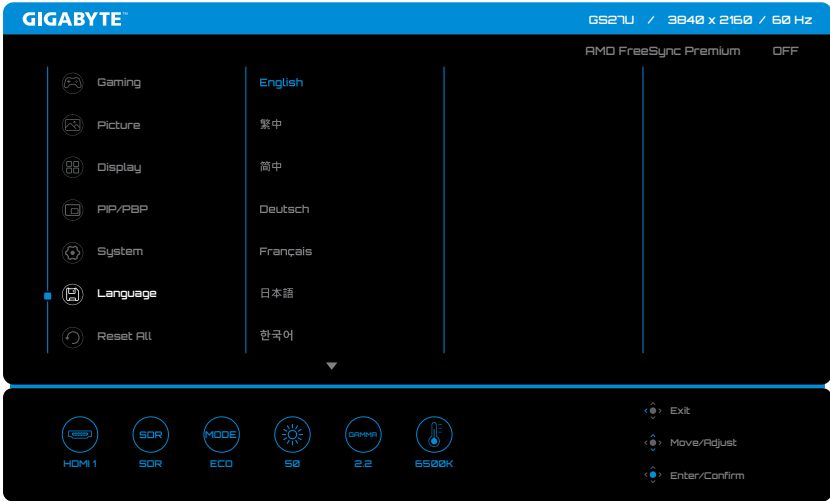 GIGABYTE™
GS27U / 3840 x 2160 / 60 Hz
AMD FreeSync Premium OFF
Gaming
Picture
Display
PIP/PBP
System
Language
Reset All
English
繁中
简中
Deutsch
Français
日本語
한국어
SDR
MODE
GAMMA
HDMI 1
SDR
ECO
50
2.2
6500K
Exit
Move/Adjust
Enter/Confirm